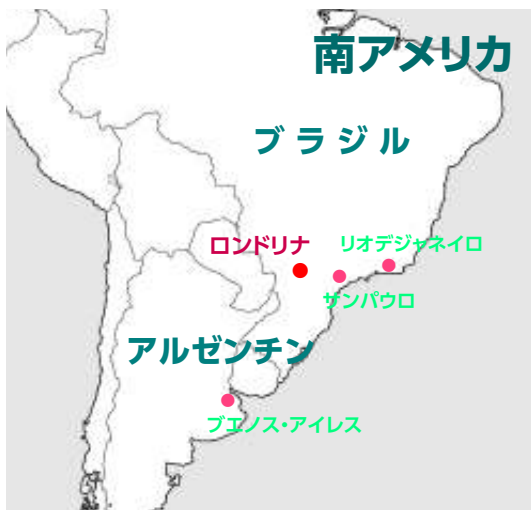 南アメリカ
ブラジル
ロンドリナ
リオデジャネイロ
サンパウロ
アルゼンチン
ブエノス・アイレス